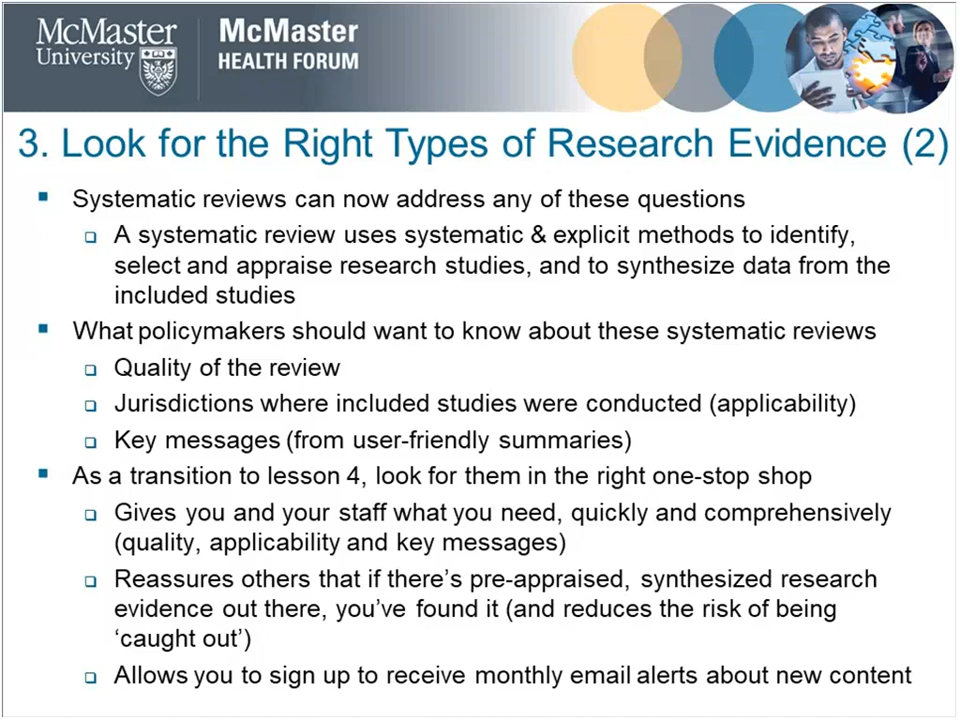 McMaster
University
McMaster
HEALTH FORUM
3. Look for the Right Types of Research Evidence (2)
Systematic reviews can now address any of these questions
A systematic review uses systematic & explicit methods to identify,
select and appraise research studies, and to synthesize data from the
included studies
What policymakers should want to know about these systematic reviews
Quality of the review
Jurisdictions where included studies were conducted (applicability)
Key messages (from user-friendly summaries)
As a transition to lesson 4, look for them in the right one-stop shop
Gives you and your staff what you need, quickly and comprehensively
(quality, applicability and key messages)
Reassures others that if there’s pre-appraised, synthesized research
evidence out there, you’ve found it (and reduces the risk of being
‘caught out’)
Allows you to sign up to receive monthly email alerts about new content